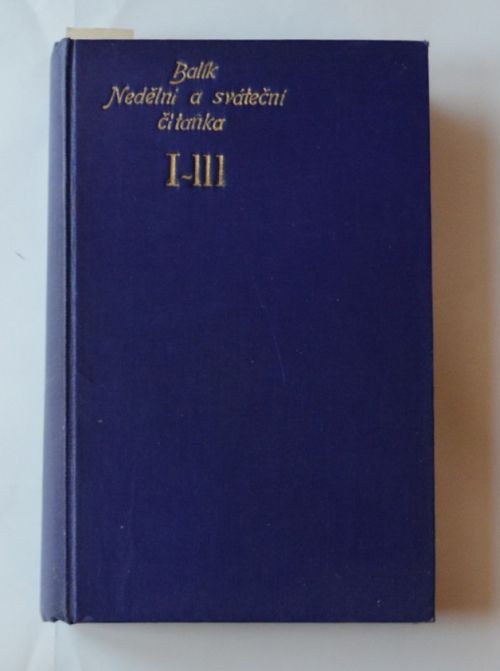 Balík
Nedělní a sváteční
čítanka
I-III